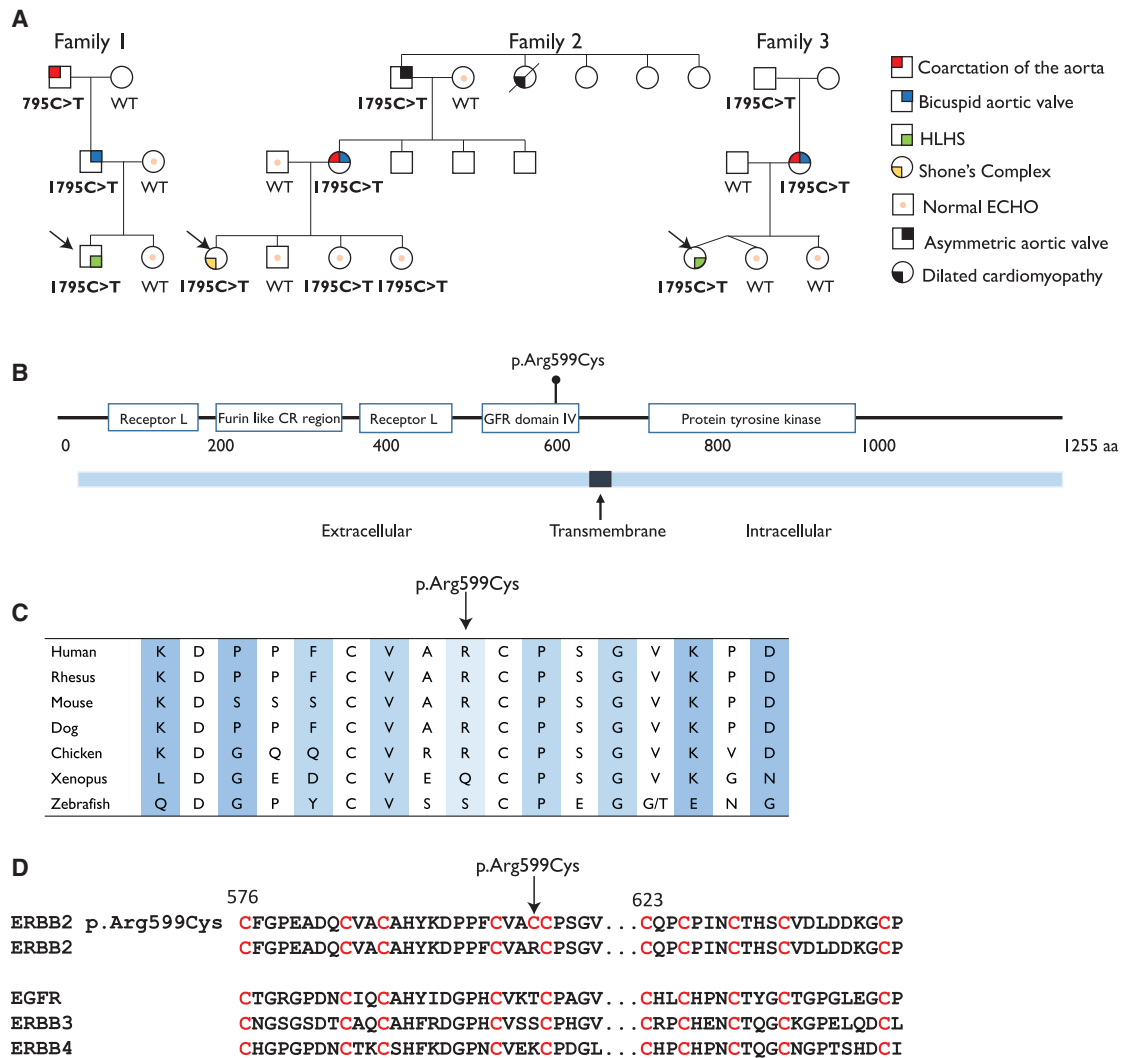 A
Family 1
Family 2
Family 3
795C>T
WT
1795C>T
WT
1795C>T
1795C>T
WT
WT
1795C>T
WT
1795C>T
1795C>T
WT
1795C>T
WT
1795C>T
1795C>T
1795C>T
WT
WT
Coarctation of the aorta
Bicuspid aortic valve
HLHS
Shone's Complex
Normal ECHO
Asymmetric aortic valve
Dilated cardiomyopathy
B
p.Arg599Cys
Receptor L
Furin like CR region
Receptor L
GFR domain IV
Protein tyrosine kinase
0
200
400
600
800
1000
1255 aa
Extracellular
Transmembrane
Intracellular
C
p.Arg599Cys
Human K D P P F C V A R C P S G V K P D
Rhesus K D P P F C V A R C P S G V K P D
Mouse K D S S S C V A R C P S G V K P D
Dog K D P P F C V A R C P S G V K P D
Chicken K D G Q Q C V R R C P S G V K V D
Xenopus L D G E D C V E Q C P S G V K G N
Zebrafish Q D G P Y C V S S C P E G G/T E N G
D
p.Arg599Cys
576
623
ERBB2 p.Arg599Cys CFGPEADQCVACAHYKDPPFCVACCPSGV...CQPCPINCTHSCVDLDDKGCP
ERBB2 CFGPEADQCVACAHYKDPPFCVARCPSGV...CQPCPINCTHSCVDLDDKGCP
EGFR CTGRGPDNCIQCAHYIDGPHCVKTCPAGV...CHLCHPNCTYGCTGPGLEGCP
ERBB3 CNGSGSDTCAQCAHFRDGPHCVSSCPHGV...CRPCHENCTQGCKGPELQDCL
ERBB4 CHGPGPDNCTKCSHFKDGPNCVEKCPDGL...CHPCHPNCTQGCNGPTSHDCI